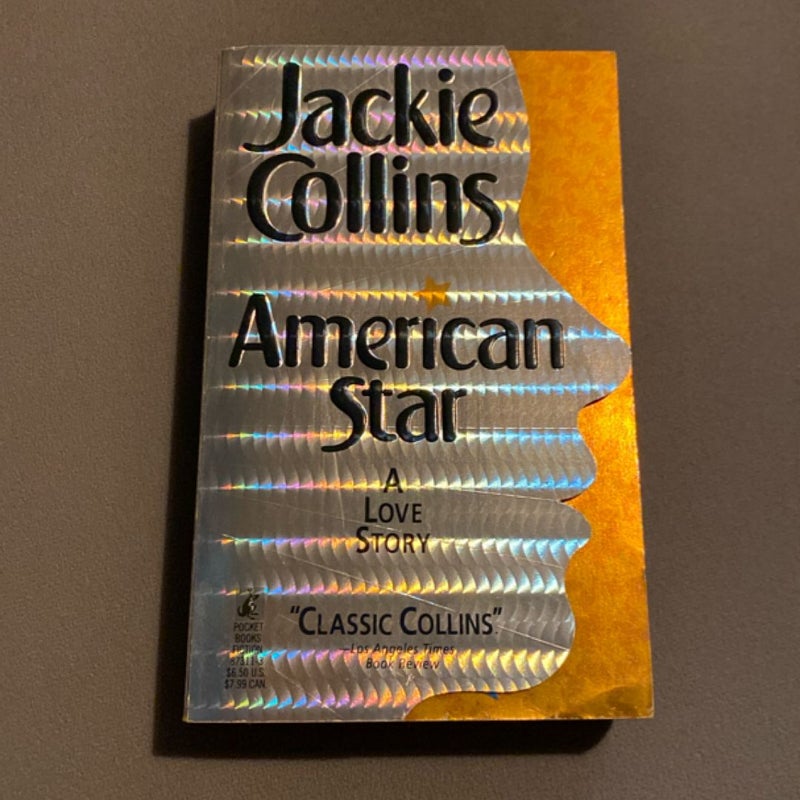 Jackie
Collins
American
Star
A
LOVE
STORY
"CLASSIC COLLINS".
—Los Angeles Times
Book Review
POCKET
BOOKS
FICTION
$6.50 U.S.
$7.99 CAN.